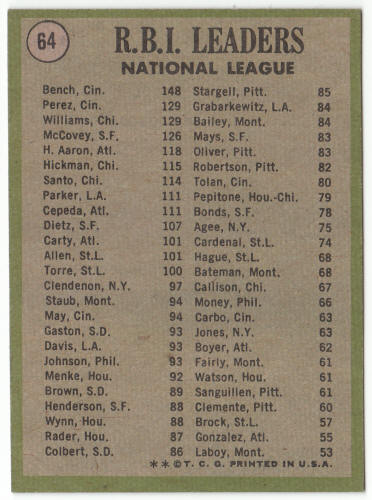 64
R.B.I. LEADERS
NATIONAL LEAGUE
Bench, Cin. 148 Stargell, Pitt. 85
Perez, Cin. 129 Grabarkewitz, L.A. 84
Williams, Chi. 129 Bailey, Mont. 84
McCovey, S.F. 126 Mays, S.F. 83
H. Aaron, Atl. 118 Oliver, Pitt. 83
Hickman, Chi. 115 Robertson, Pitt. 82
Santo, Chi. 114 Tolan, Cin. 80
Parker, L.A. 111 Pepitone, Hou.-Chi. 79
Cepeda, Atl. 111 Bonds, S.F. 78
Dietz, S.F. 107 Agee, N.Y. 75
Carty, Atl. 101 Cardenal, St.L. 74
Allen, St.L. 101 Hague, St.L. 68
Torre, St.L. 100 Bateman, Mont. 68
Clendenon, N.Y. 97 Callison, Chi. 67
Staub, Mont. 94 Money, Phil. 66
May, Cin. 94 Carbo, Cin. 63
Gaston, S.D. 93 Jones, N.Y. 63
Davis, L.A. 93 Boyer, Atl. 62
Johnson, Phil. 93 Fairly, Mont. 61
Menke, Hou. 92 Watson, Hou. 61
Brown, S.D. 89 Sanguillen, Pitt. 61
Henderson, S.F. 88 Clemente, Pitt. 60
Wynn, Hou. 88 Brock, St.L. 57
Rader, Hou. 87 Gonzalez, Atl. 55
Colbert, S.D. 86 Laboy, Mont. 53
**© T. C. G. PRINTED IN U.S.A.